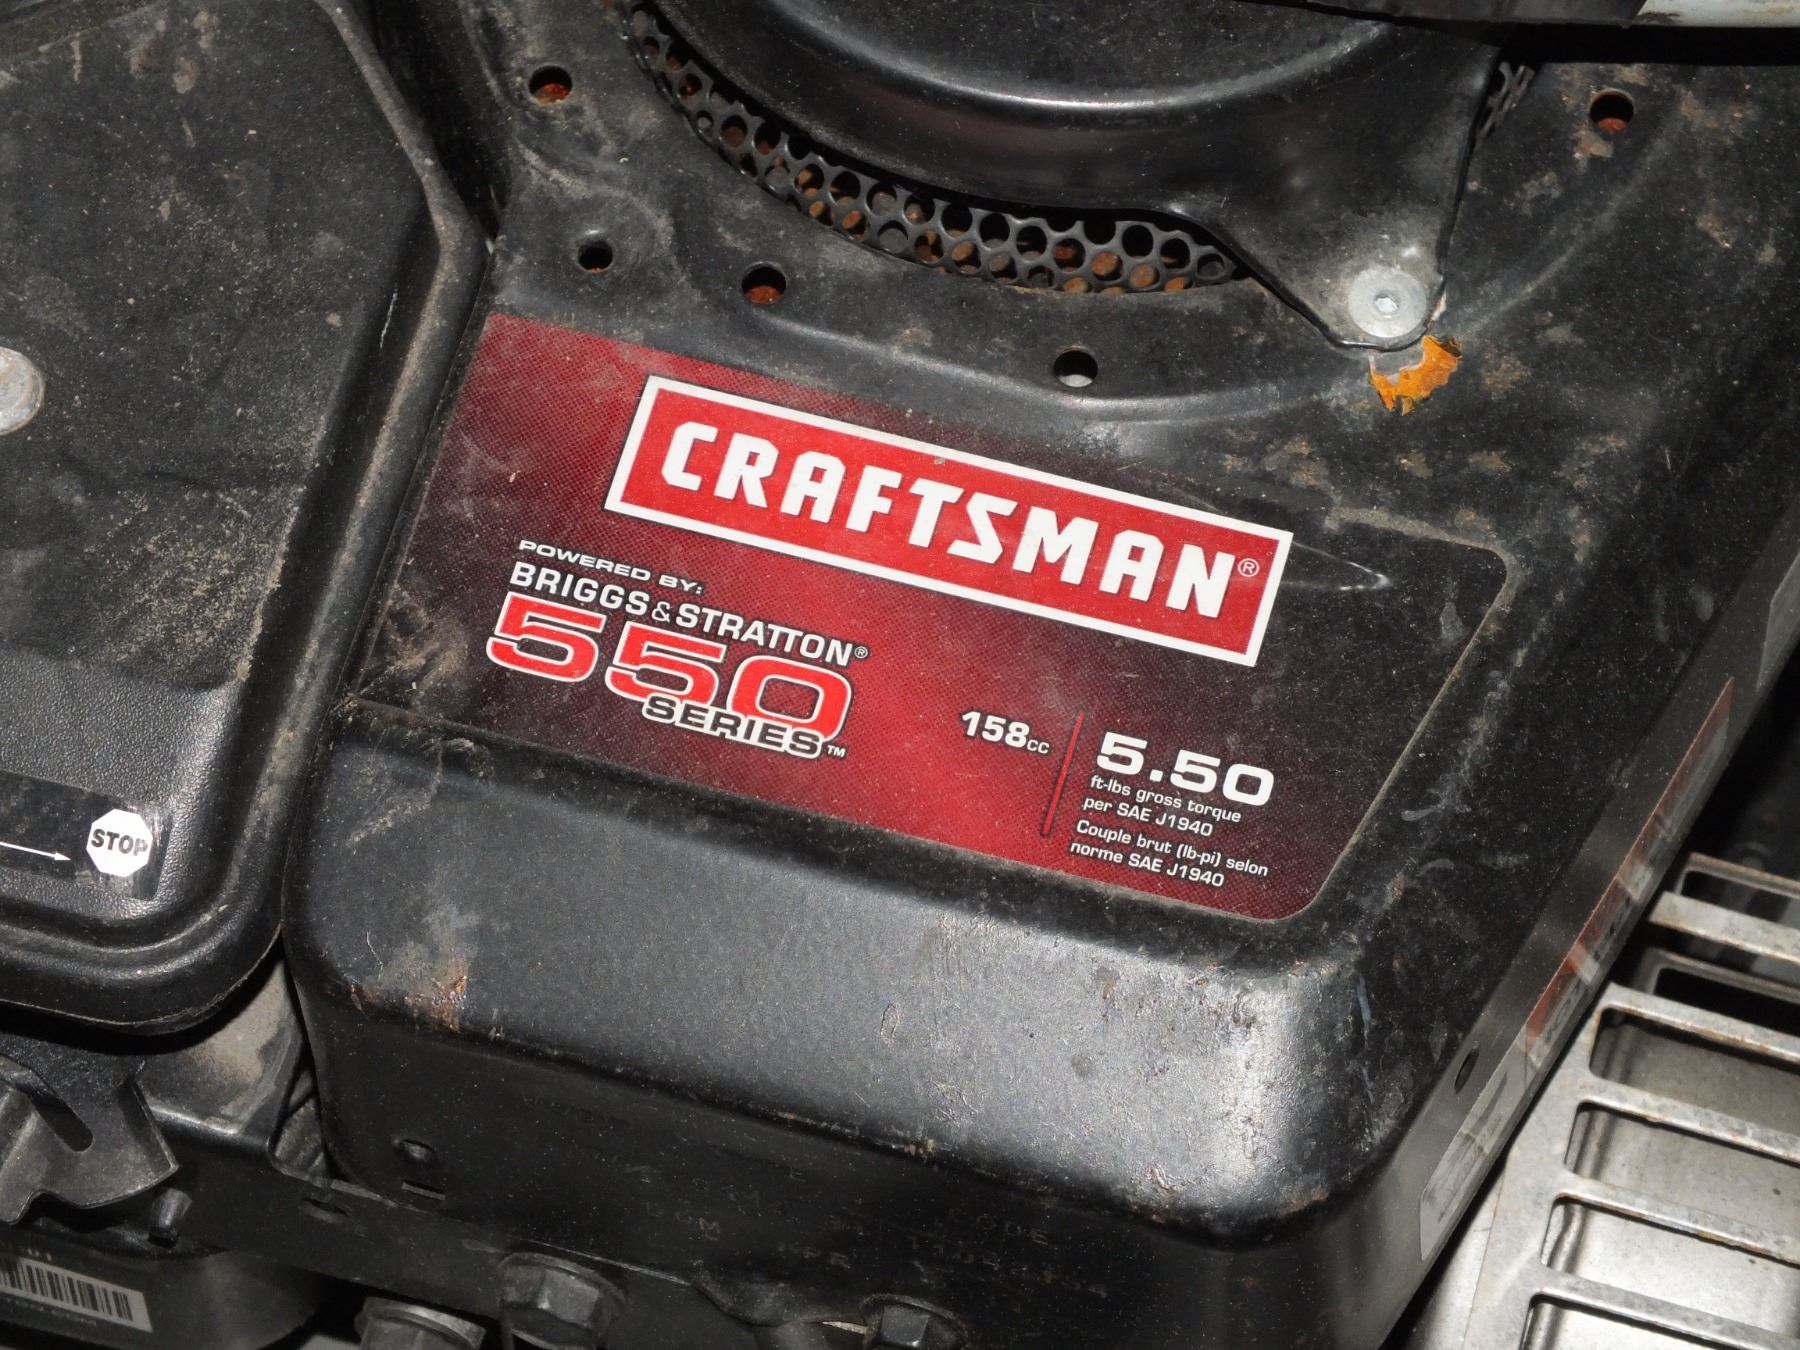 CRAFTSMAN®
POWERED BY:
BRIGGS & STRATTON®
550
SERIES™
158cc
5.50
ft-lbs gross torque
per SAE J1940
Couple brut (lb-pi) selon
norme SAE J1940
STOP
CODE